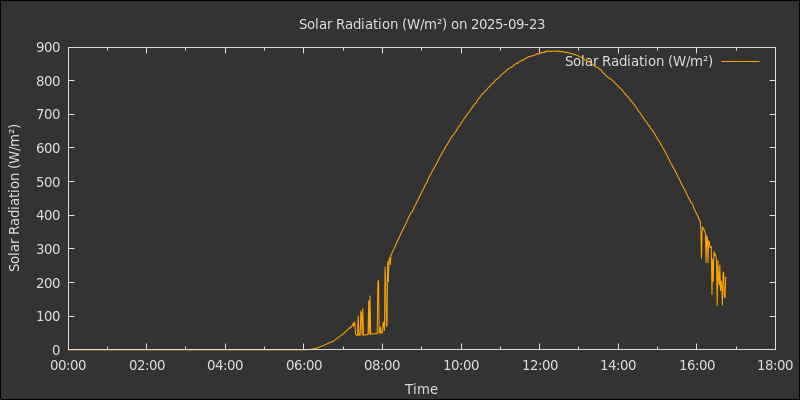 Solar Radiation (W/m²) on 2025-09-23
Solar Radiation (W/m²)
Solar Radiation (W/m²)
900
800
700
600
500
400
300
200
100
0
00:00 02:00 04:00 06:00 08:00 10:00 12:00 14:00 16:00 18:00
Time